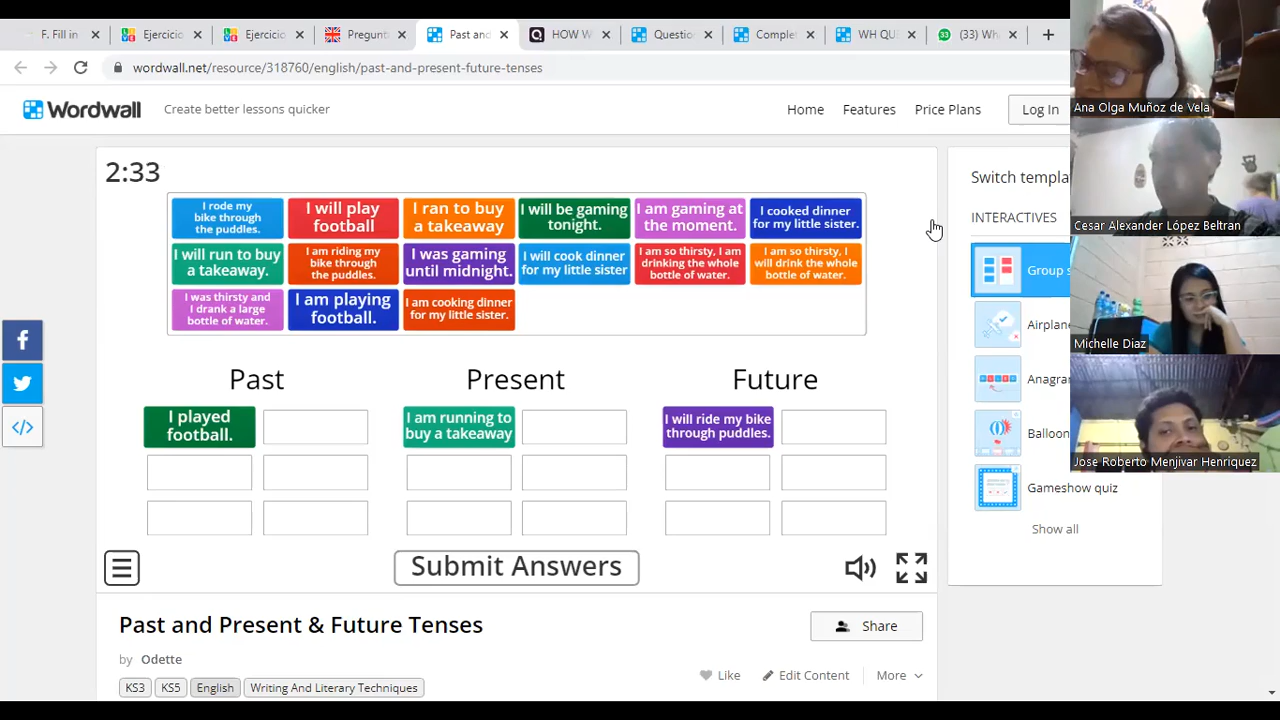 F. Fill in
Ejercicio
Ejercicio
Pregunt
Past and
HOW W
Questio
Complet
WH QU
(33) Wh
wordwall.net/resource/318760/english/past-and-present-future-tenses
Wordwall
Create better lessons quicker
Home
Features
Price Plans
Log In
Ana Olga Muñoz de Vela
Cesar Alexander López Beltran
Michelle Diaz
Jose Roberto Menjivar Henriquez
2:33
I rode my
bike through
the puddles.
I will play
football
I ran to buy
a takeaway
I will be gaming
tonight.
I am gaming at
the moment.
I cooked dinner
for my little sister.
I will run to buy
a takeaway.
I am riding my
bike through
the puddles.
I was gaming
until midnight.
I will cook dinner
for my little sister
I am so thirsty, I am
drinking the whole
bottle of water.
I am so thirsty, I
will drink the whole
bottle of water.
I was thirsty and
I drank a large
bottle of water.
I am playing
football.
I am cooking dinner
for my little sister.
Past
Present
Future
I played
football.
I am running to
buy a takeaway
I will ride my bike
through puddles.
Submit Answers
Switch templa
INTERACTIVES
Group s
Airplane
Anagra
Balloon
Gameshow quiz
Show all
Past and Present & Future Tenses
Share
by Odette
Like
Edit Content
More
KS3
KS5
English
Writing And Literary Techniques